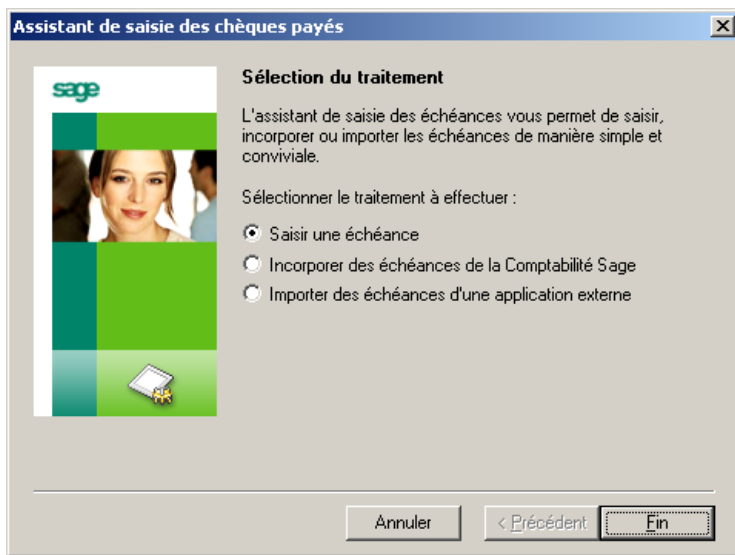 Assistant de saisie des chèques payés
sage
Sélection du traitement
L'assistant de saisie des échéances vous permet de saisir,
incorporer ou importer les échéances de manière simple et
conviviale.
Sélectionner le traitement à effectuer :
Saisir une échéance
Incorporer des échéances de la Comptabilité Sage
Importer des échéances d'une application externe
Annuler
< Précédent
Fin